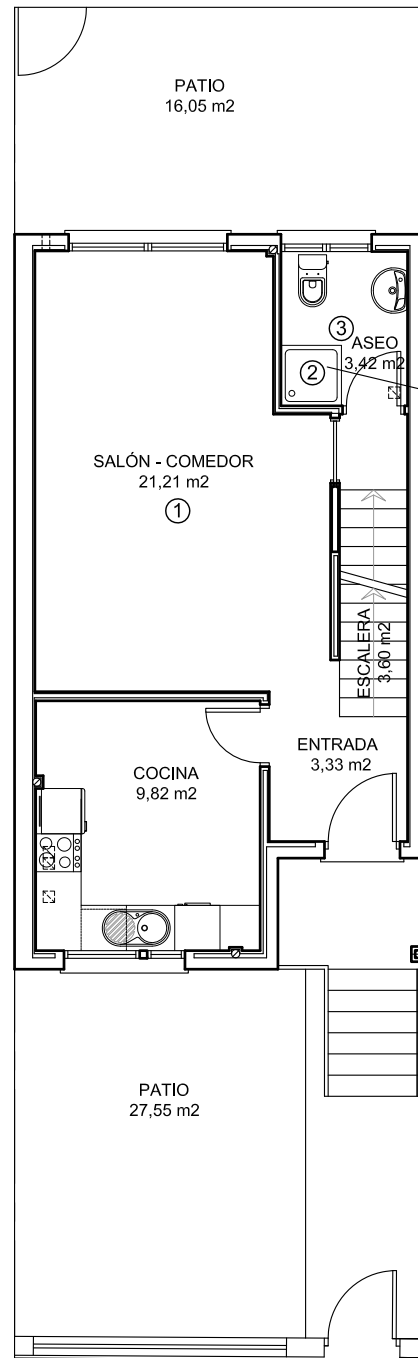 PATIO
16,05 m2
③
ASEO
3,42 m2
②
SALÓN - COMEDOR
21,21 m2
①
ESCALERA
3,60 m2
ENTRADA
3,33 m2
COCINA
9,82 m2
PATIO
27,55 m2